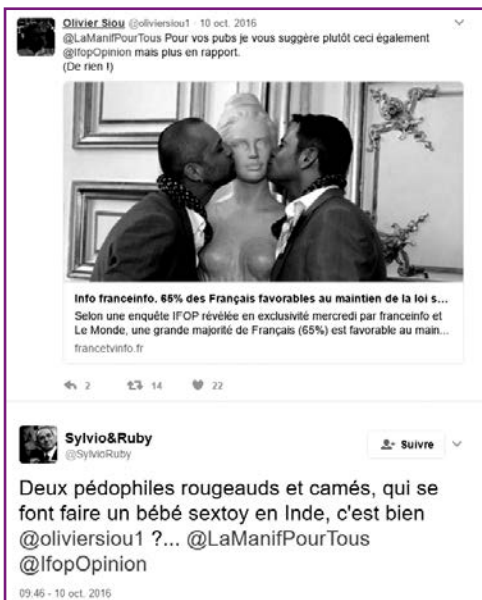 Olivier Siou @oliviersiou1 · 10 oct. 2016
@LaManifPourTous Pour vos pubs je vous suggère plutôt ceci également
@IfopOpinion mais plus en rapport.
(De rien !)
Info franceinfo. 65% des Français favorables au maintien de la loi s...
Selon une enquête IFOP révélée en exclusivité mercredi par franceinfo et
Le Monde, une grande majorité de Français (65%) est favorable au main...
francetvinfo.fr
2 14 22
Sylvio&Ruby
@SylvioRuby
Suivre
Deux pédophiles rougeauds et camés, qui se
font faire un bébé sextoy en Inde, c'est bien
@oliviersiou1 ?... @LaManifPourTous
@IfopOpinion
09:46 - 10 oct. 2016